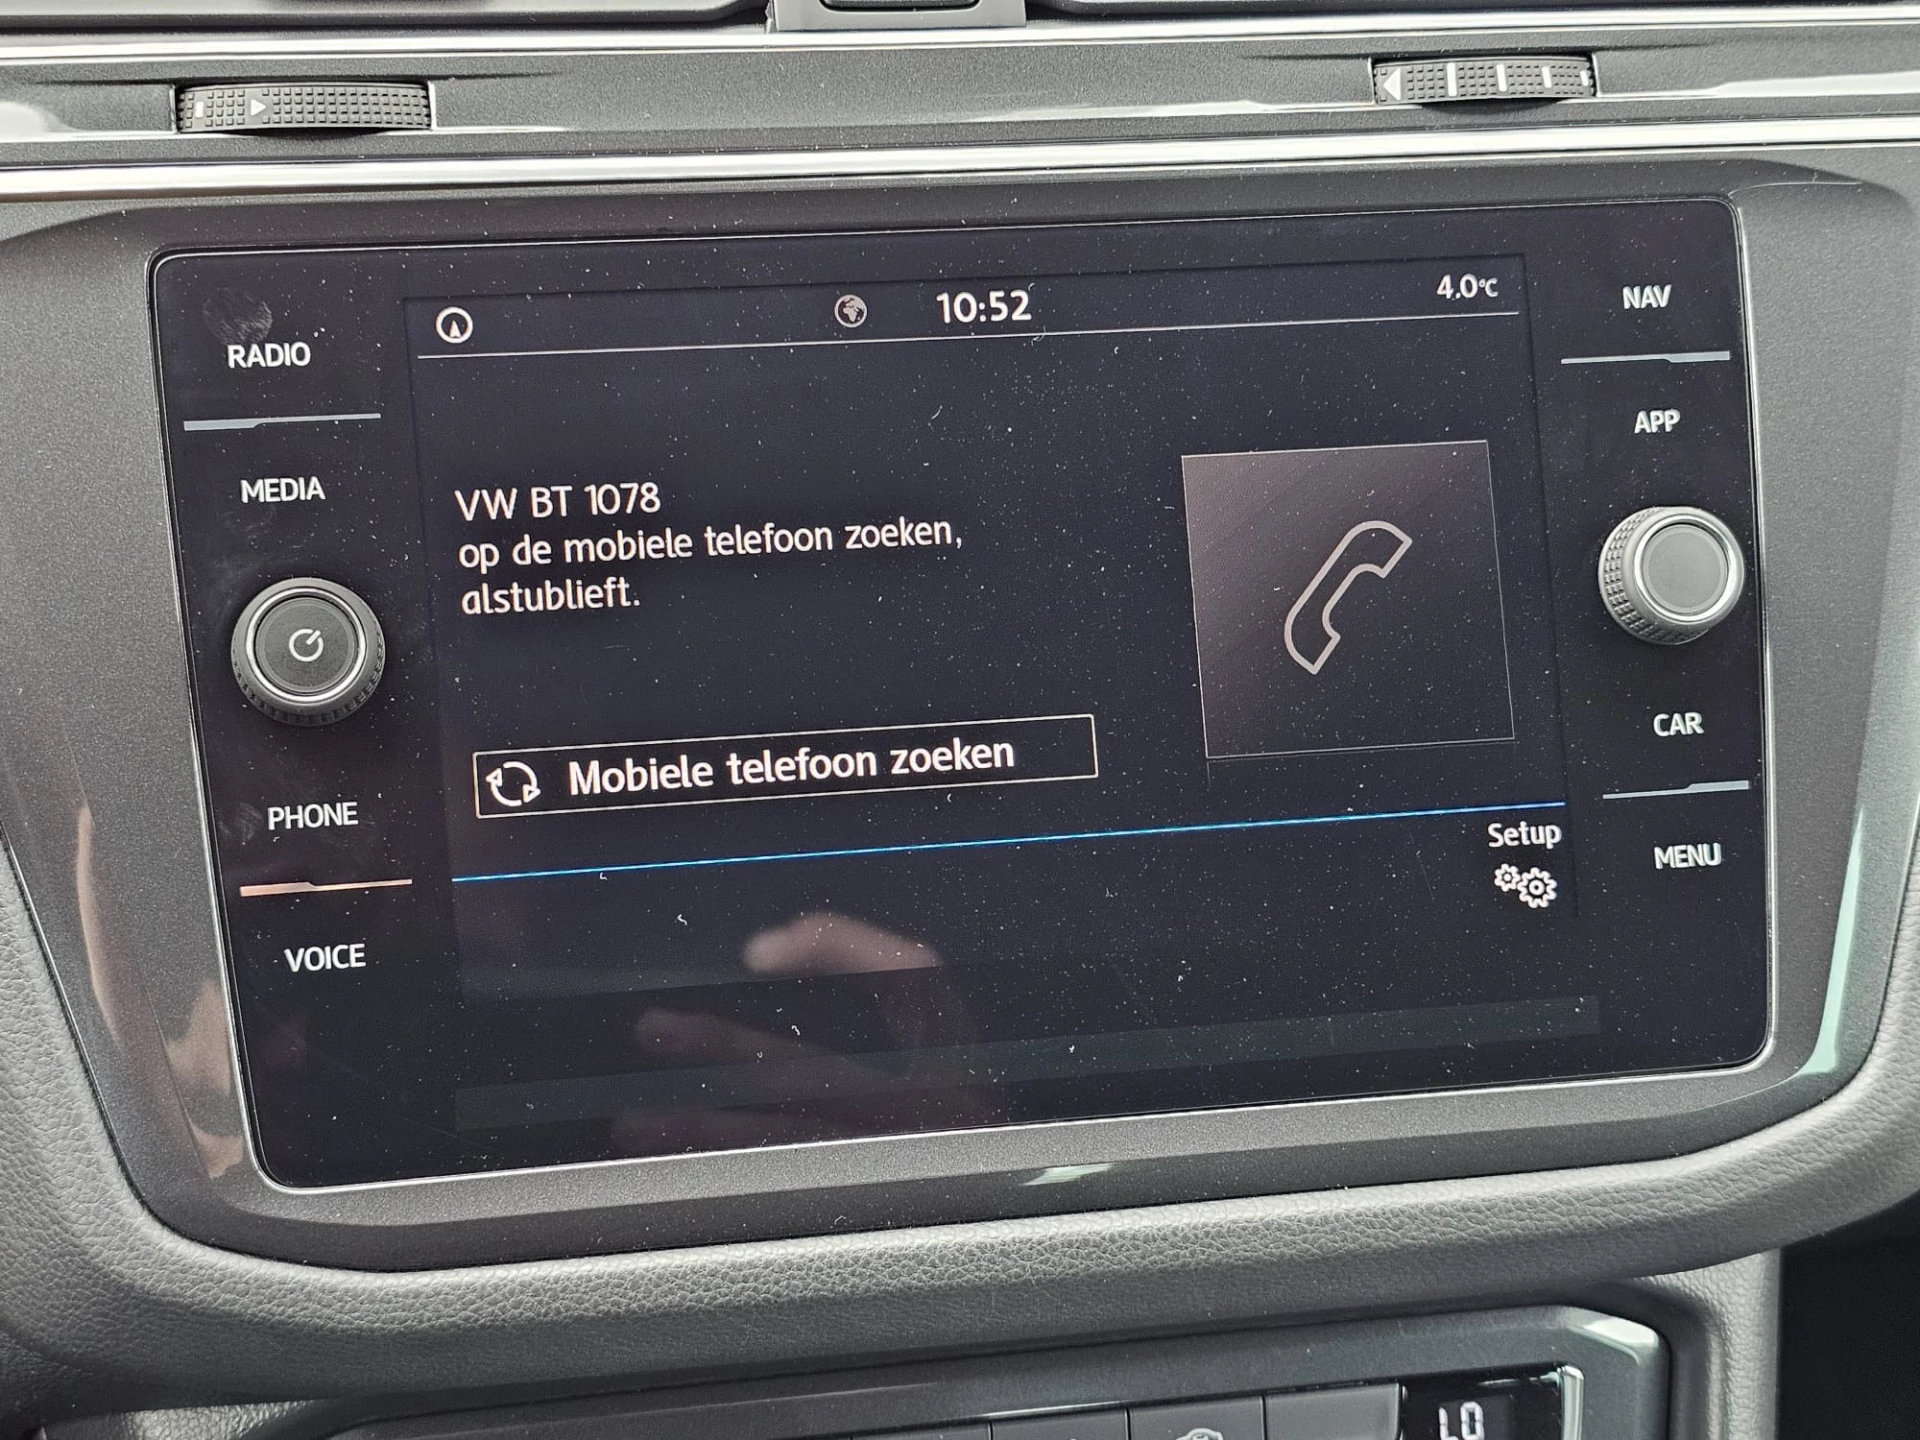 10:52
4.0°C
RADIO
MEDIA
PHONE
VOICE
VW BT 1078
op de mobiele telefoon zoeken,
alstublieft.
Mobiele telefoon zoeken
Setup
NAV
APP
CAR
MENU
LO